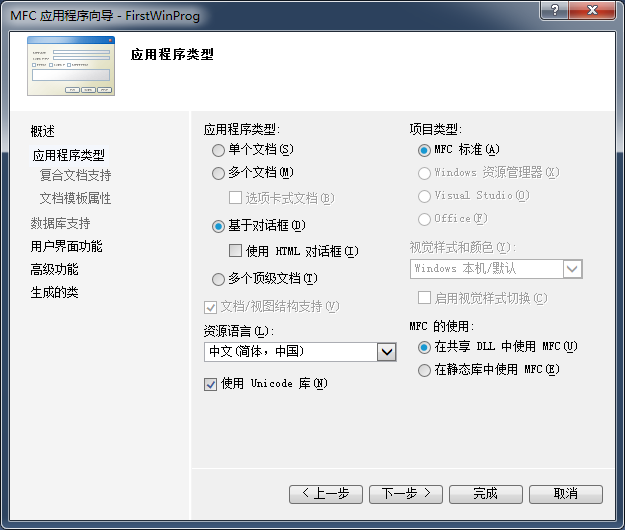 MFC 应用程序向导 - FirstWinProg
应用程序类型
概述
应用程序类型
复合文档支持
文档模板属性
数据库支持
用户界面功能
高级功能
生成的类
应用程序类型:
单个文档(S)
多个文档(M)
选项卡式文档(B)
基于对话框(D)
使用 HTML 对话框(I)
多个顶级文档(T)
文档/视图结构支持(V)
资源语言(L):
中文(简体，中国)
使用 Unicode 库(N)
项目类型:
MFC 标准(A)
Windows 资源管理器(X)
Visual Studio(O)
Office(F)
视觉样式和颜色(Y):
Windows 本机/默认
启用视觉样式切换(C)
MFC 的使用:
在共享 DLL 中使用 MFC(U)
在静态库中使用 MFC(E)
< 上一步
下一步 >
完成
取消